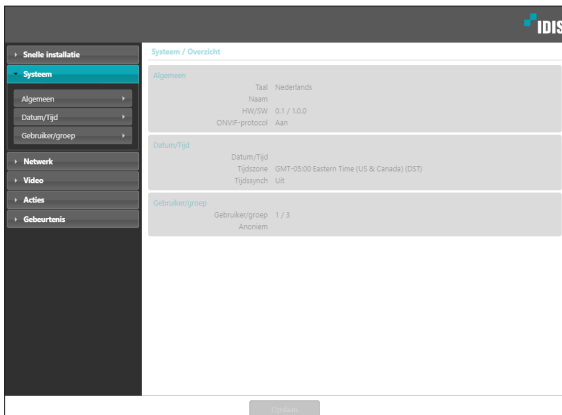 IDIS
Snelle installatie
Systeem
Algemeen
Datum/Tijd
Gebruiker/groep
Netwerk
Video
Acties
Gebeurtenis
Systeem / Overzicht
Algemeen
Taal Nederlands
Naam
HW/SW 0.1 / 1.0.0
ONVIF-protocol Aan
Datum/Tijd
Datum/Tijd
Tijdszone GMT-05:00 Eastern Time (US & Canada) (DST)
Tijdssynch Uit
Gebruiker/groep
Gebruiker/groep 1 / 3
Anoniem
Opslaan